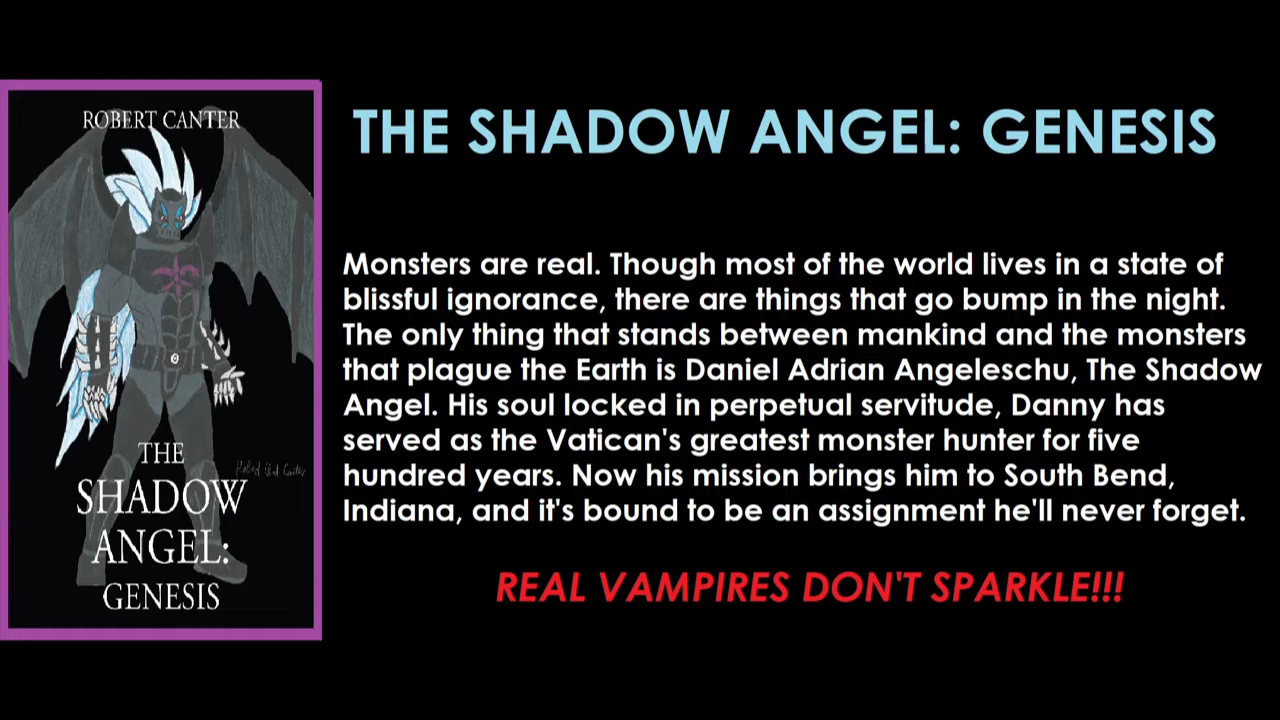 ROBERT CANTER
THE
SHADOW
ANGEL:
GENESIS
THE SHADOW ANGEL: GENESIS
Monsters are real. Though most of the world lives in a state of
blissful ignorance, there are things that go bump in the night.
The only thing that stands between mankind and the monsters
that plague the Earth is Daniel Adrian Angeleschu, The Shadow
Angel. His soul locked in perpetual servitude, Danny has
served as the Vatican's greatest monster hunter for five
hundred years. Now his mission brings him to South Bend,
Indiana, and it's bound to be an assignment he'll never forget.
REAL VAMPIRES DON'T SPARKLE!!!